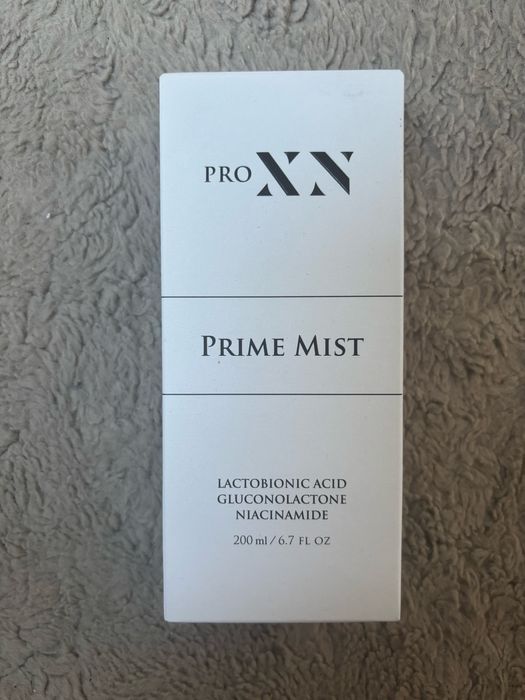 PRO XN
PRIME MIST
LACTOBIONIC ACID
GLUCONOLACTONE
NIACINAMIDE
200 ml / 6.7 FL OZ